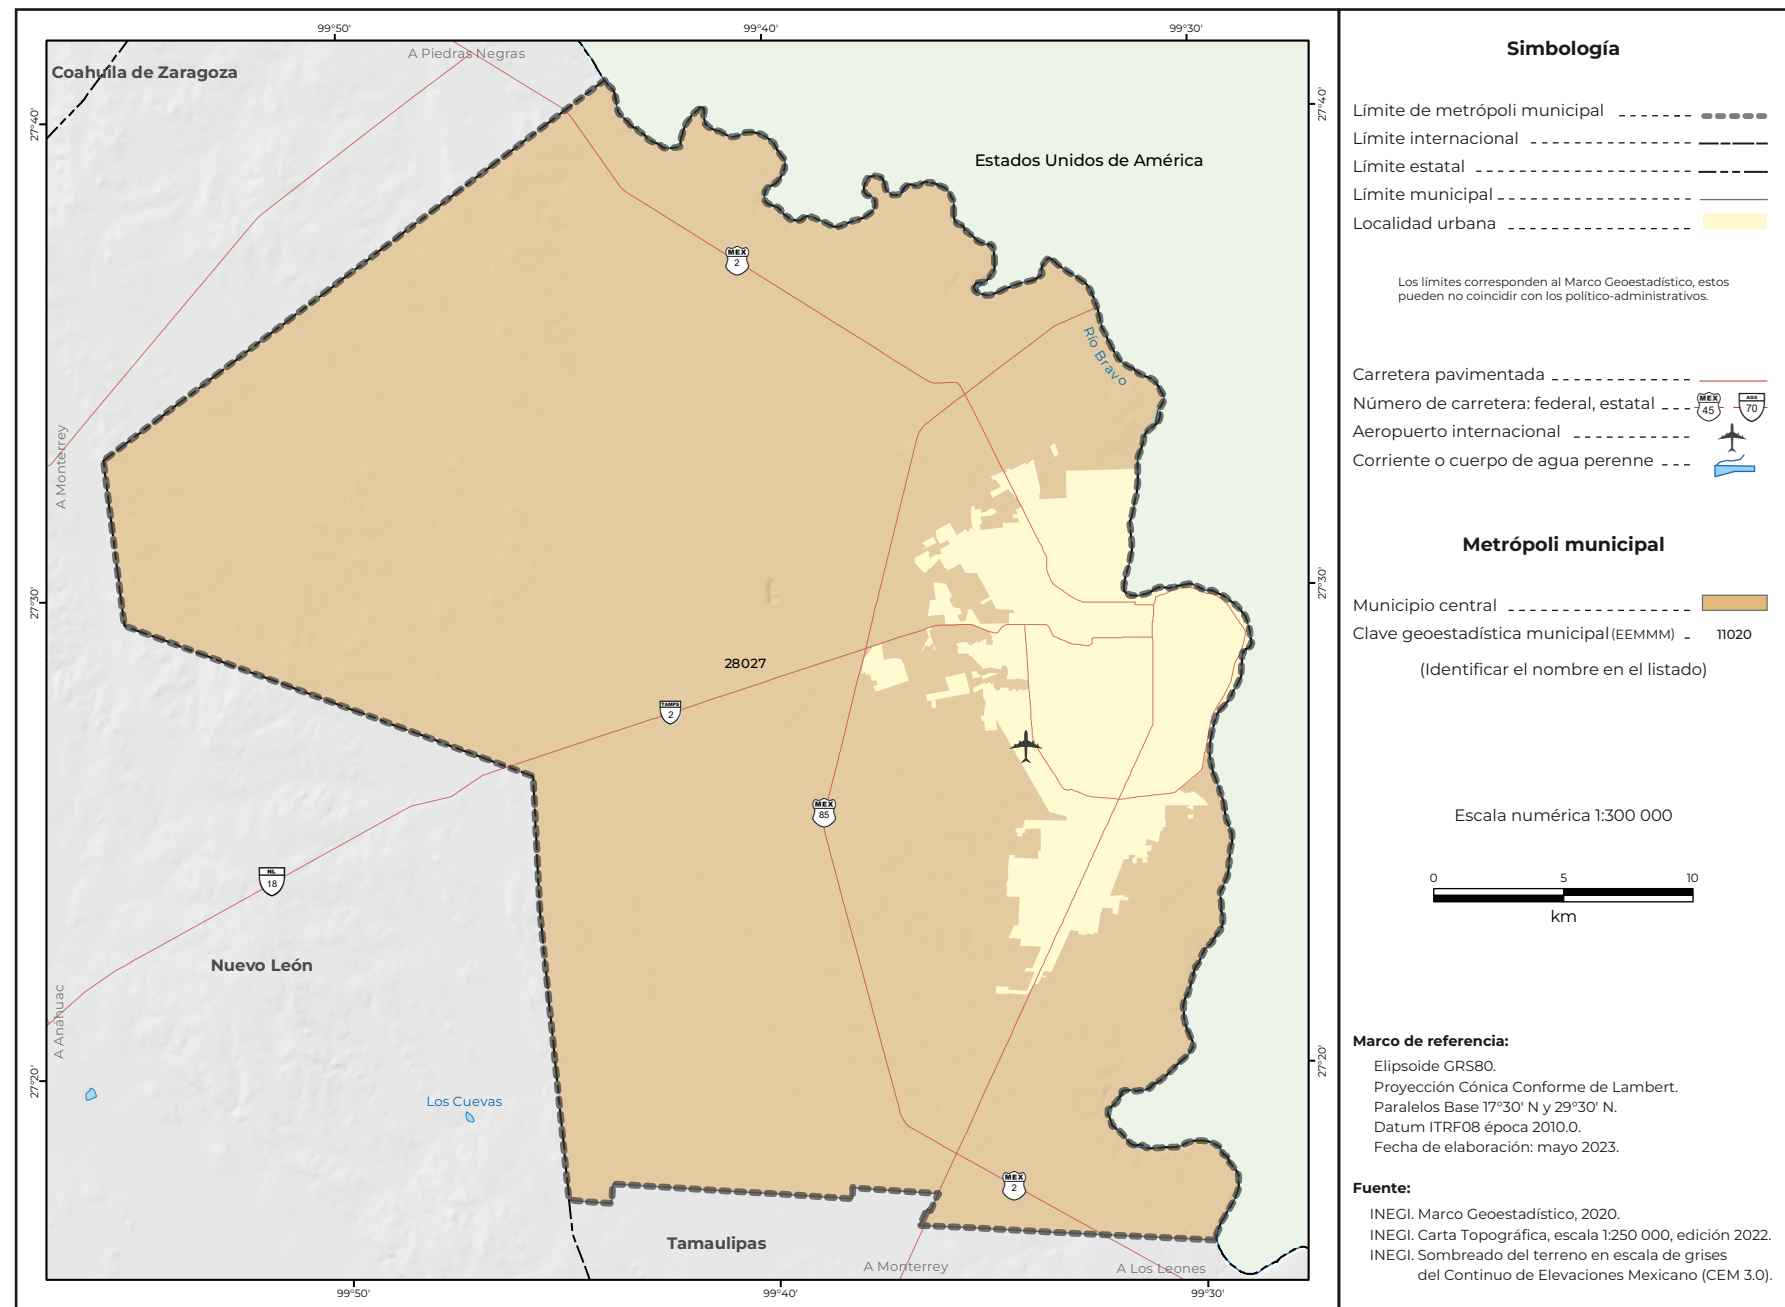 99°50'
99°40'
99°30'
Coahuila de Zaragoza
A Piedras Negras
27°40'
27°40'
Estados Unidos de América
MEX
2
Río Bravo
A Monterrey
27°30'
27°30'
28027
TAMPS
2
MEX
85
NL
18
Nuevo León
A Anáhuac
27°20'
27°20'
Los Cuevas
MEX
2
Tamaulipas
A Monterrey
A Los Leones
99°50'
99°40'
99°30'
Simbología
Límite de metrópoli municipal
Límite internacional
Límite estatal
Límite municipal
Localidad urbana
Los límites corresponden al Marco Geoestadístico, estos
pueden no coincidir con los político-administrativos.
Carretera pavimentada
Número de carretera: federal, estatal MEX 45 AGS 70
Aeropuerto internacional
Corriente o cuerpo de agua perenne
Metrópoli municipal
Municipio central
Clave geoestadística municipal (EEMMM) 11020
(Identificar el nombre en el listado)
Escala numérica 1:300 000
0 5 10
km
Marco de referencia:
Elipsoide GRS80.
Proyección Cónica Conforme de Lambert.
Paralelos Base 17°30' N y 29°30' N.
Datum ITRF08 época 2010.0.
Fecha de elaboración: mayo 2023.
Fuente:
INEGI. Marco Geoestadístico, 2020.
INEGI. Carta Topográfica, escala 1:250 000, edición 2022.
INEGI. Sombreado del terreno en escala de grises
del Continuo de Elevaciones Mexicano (CEM 3.0).